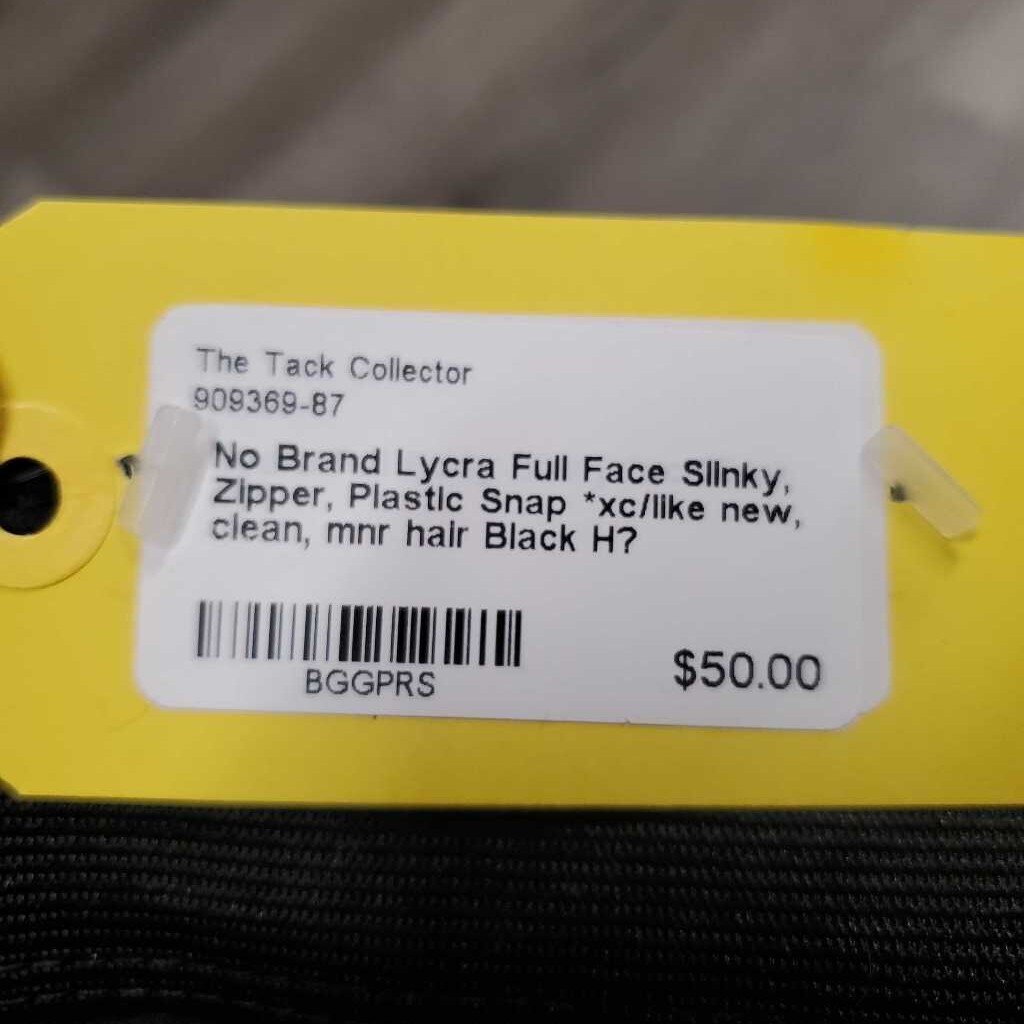 The Tack Collector
909369-87
No Brand Lycra Full Face Slinky,
Zipper, Plastic Snap *xc/like new,
clean, mnr hair Black H?
BGGPRS
$50.00